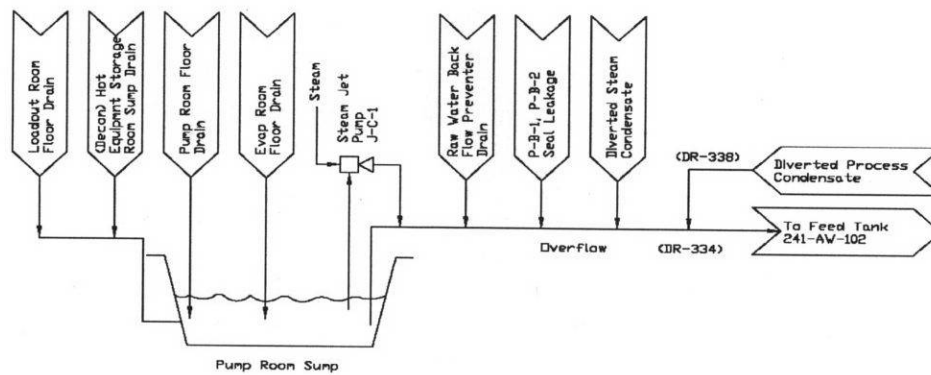 Loadout Room
Floor Drain
(Decon) Hot
Equipment Storage
Room Sump Drain
Pump Room Floor
Drain
Evap Room
Floor Drain
Steam
Steam Jet
Pump
J-C-1
Raw Water Back
Flow Preventer
Drain
P-B-1, P-B-2
Seal Leakage
Diverted Steam
Condensate
(DR-338)
Diverted Process
Condensate
To Feed Tank
241-AW-102
Overflow
(DR-334)
Pump Room Sump